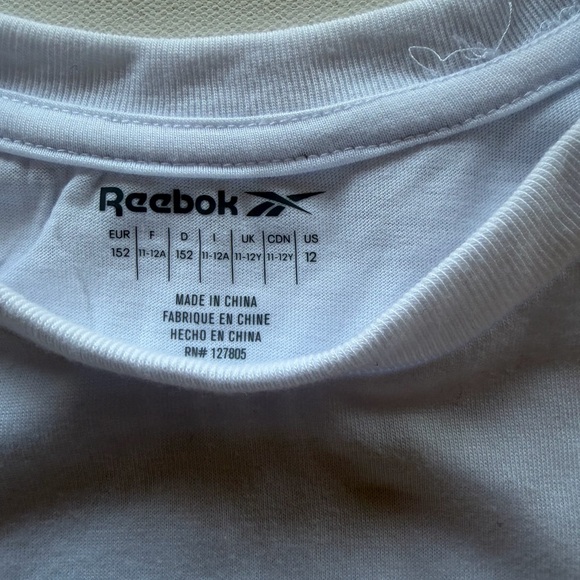 Reebok
EUR F D I UK CDN US
152 11-12A 152 11-12A 11-12Y 11-12Y 12
MADE IN CHINA
FABRIQUE EN CHINE
HECHO EN CHINA
RN# 127805